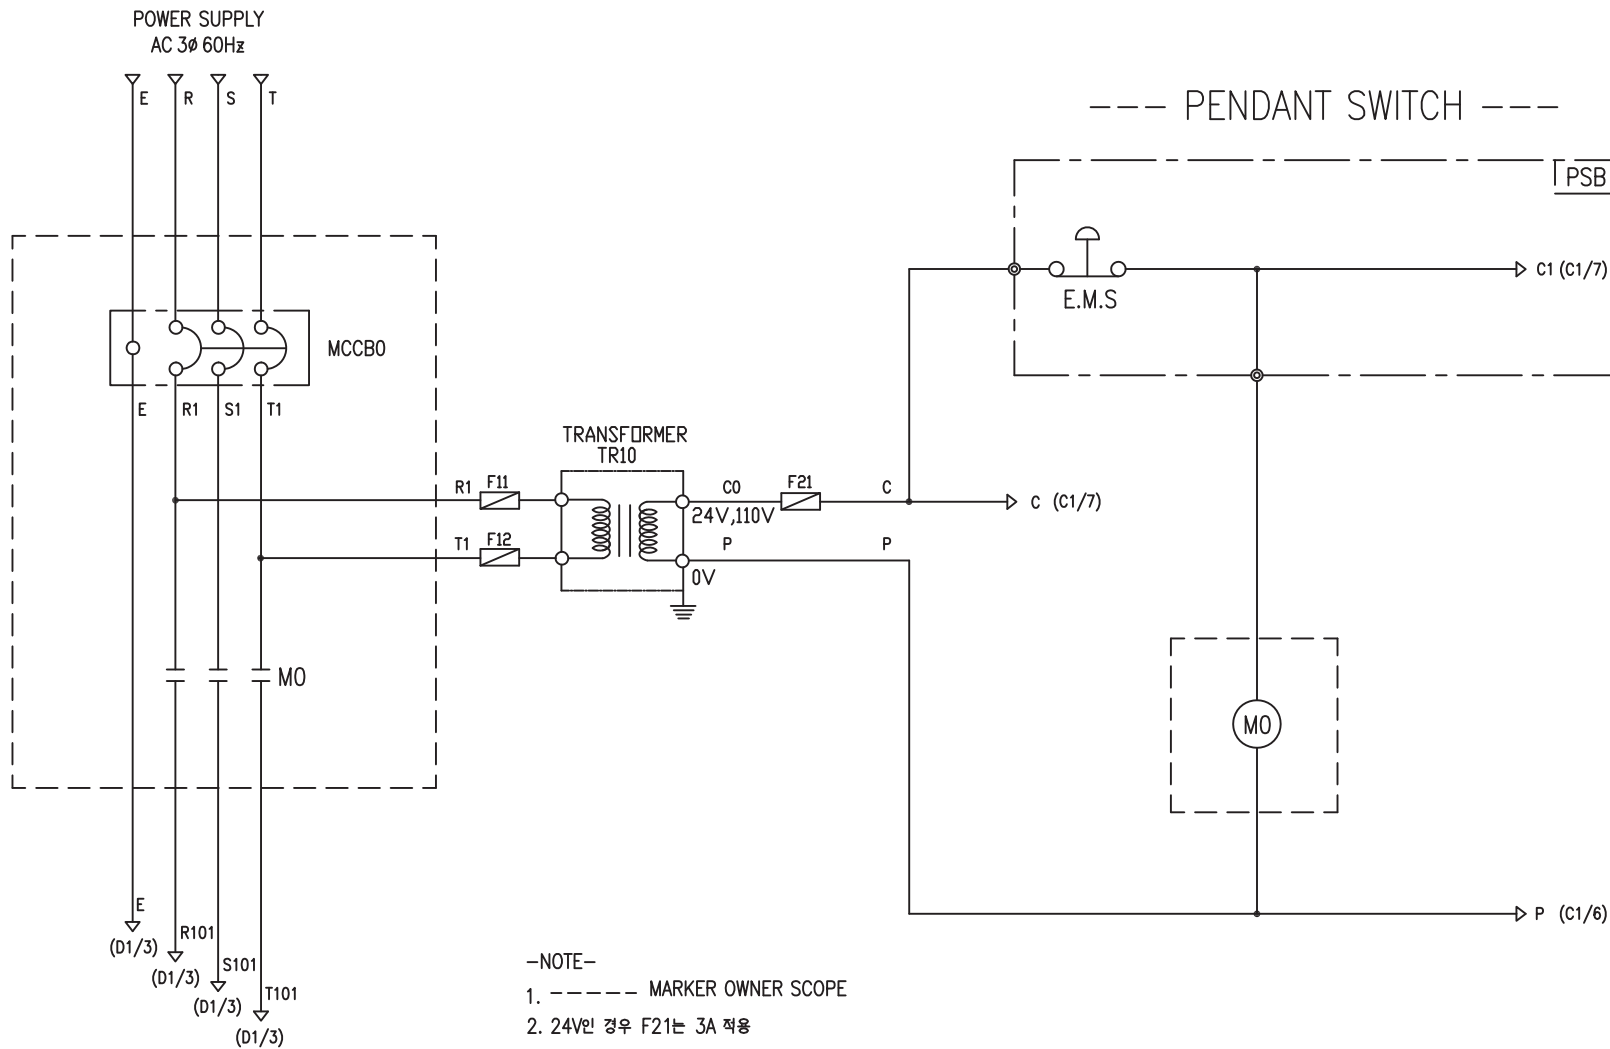 POWER SUPPLY
AC 3Ø 60Hz
E R S T
PENDANT SWITCH
PSB
C1 (C1/7)
E.M.S
MCCB0
E R1 S1 T1
TRANSFORMER
TR10
R1 F11
C0 F21 C
C (C1/7)
24V,110V
T1 F12
P P
0V
M0
M0
E
(D1/3)
R101
(D1/3)
S101
(D1/3)
T101
(D1/3)
P (C1/6)
-NOTE-
1. ------ MARKER OWNER SCOPE
2. 24V인 경우 F21는 3A 적용